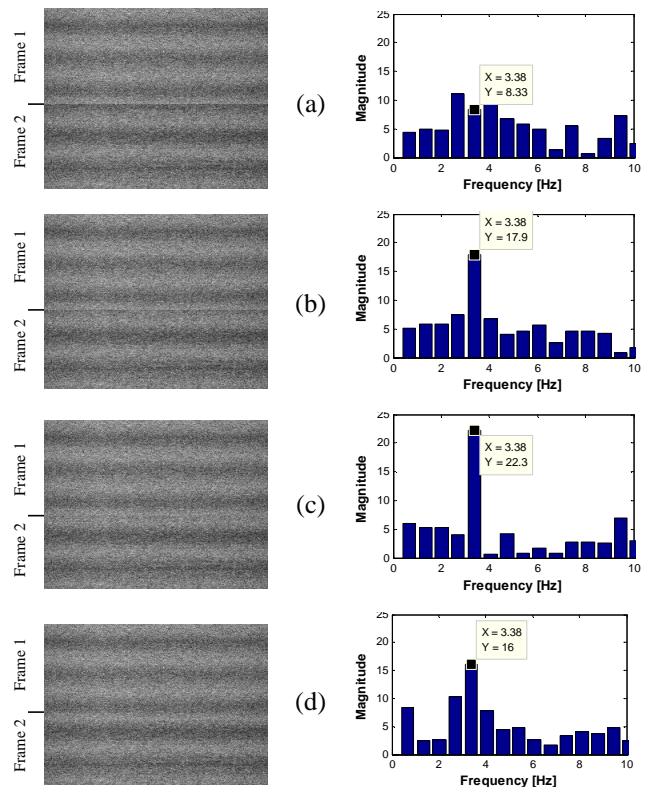 Frame 1
Frame 2
(a)
25
20
15
10
5
0
Magnitude
X = 3.38
Y = 8.33
0 2 4 6 8 10
Frequency [Hz]
Frame 1
Frame 2
(b)
25
20
15
10
5
0
Magnitude
X = 3.38
Y = 17.9
0 2 4 6 8 10
Frequency [Hz]
Frame 1
Frame 2
(c)
25
20
15
10
5
0
Magnitude
X = 3.38
Y = 22.3
0 2 4 6 8 10
Frequency [Hz]
Frame 1
Frame 2
(d)
25
20
15
10
5
0
Magnitude
X = 3.38
Y = 16
0 2 4 6 8 10
Frequency [Hz]